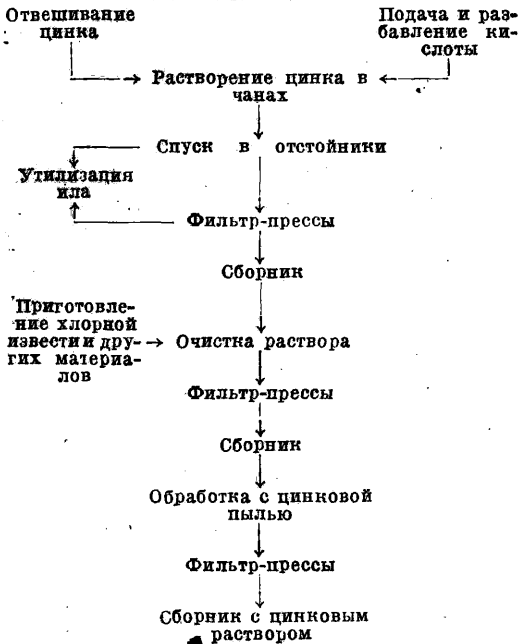 Отвешивание
цинка
Подача и раз-
бавление ки-
слоты
Растворение цинка в
чанах
Спуск в отстойники
Утилизация
ила
Фильтр-прессы
Сборник
Приготовле-
ние хлорной
извести и дру-
гих материа-
лов
Очистка раствора
Фильтр-прессы
Сборник
Обработка с цинковой
пылью
Фильтр-прессы
Сборник с цинковым
раствором